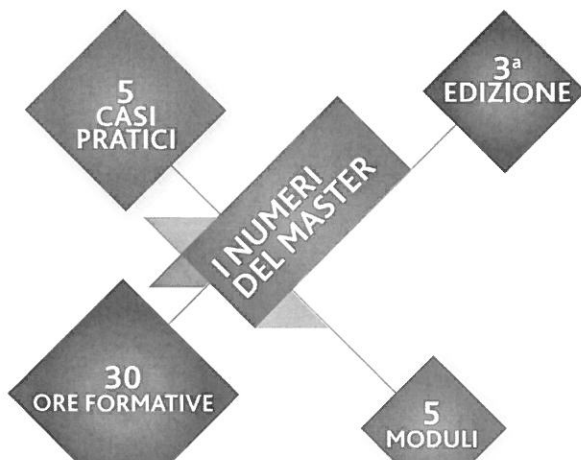 5
CASI
PRATICI
3ª
EDIZIONE
I NUMERI
DEL MASTER
30
ORE FORMATIVE
5
MODULI